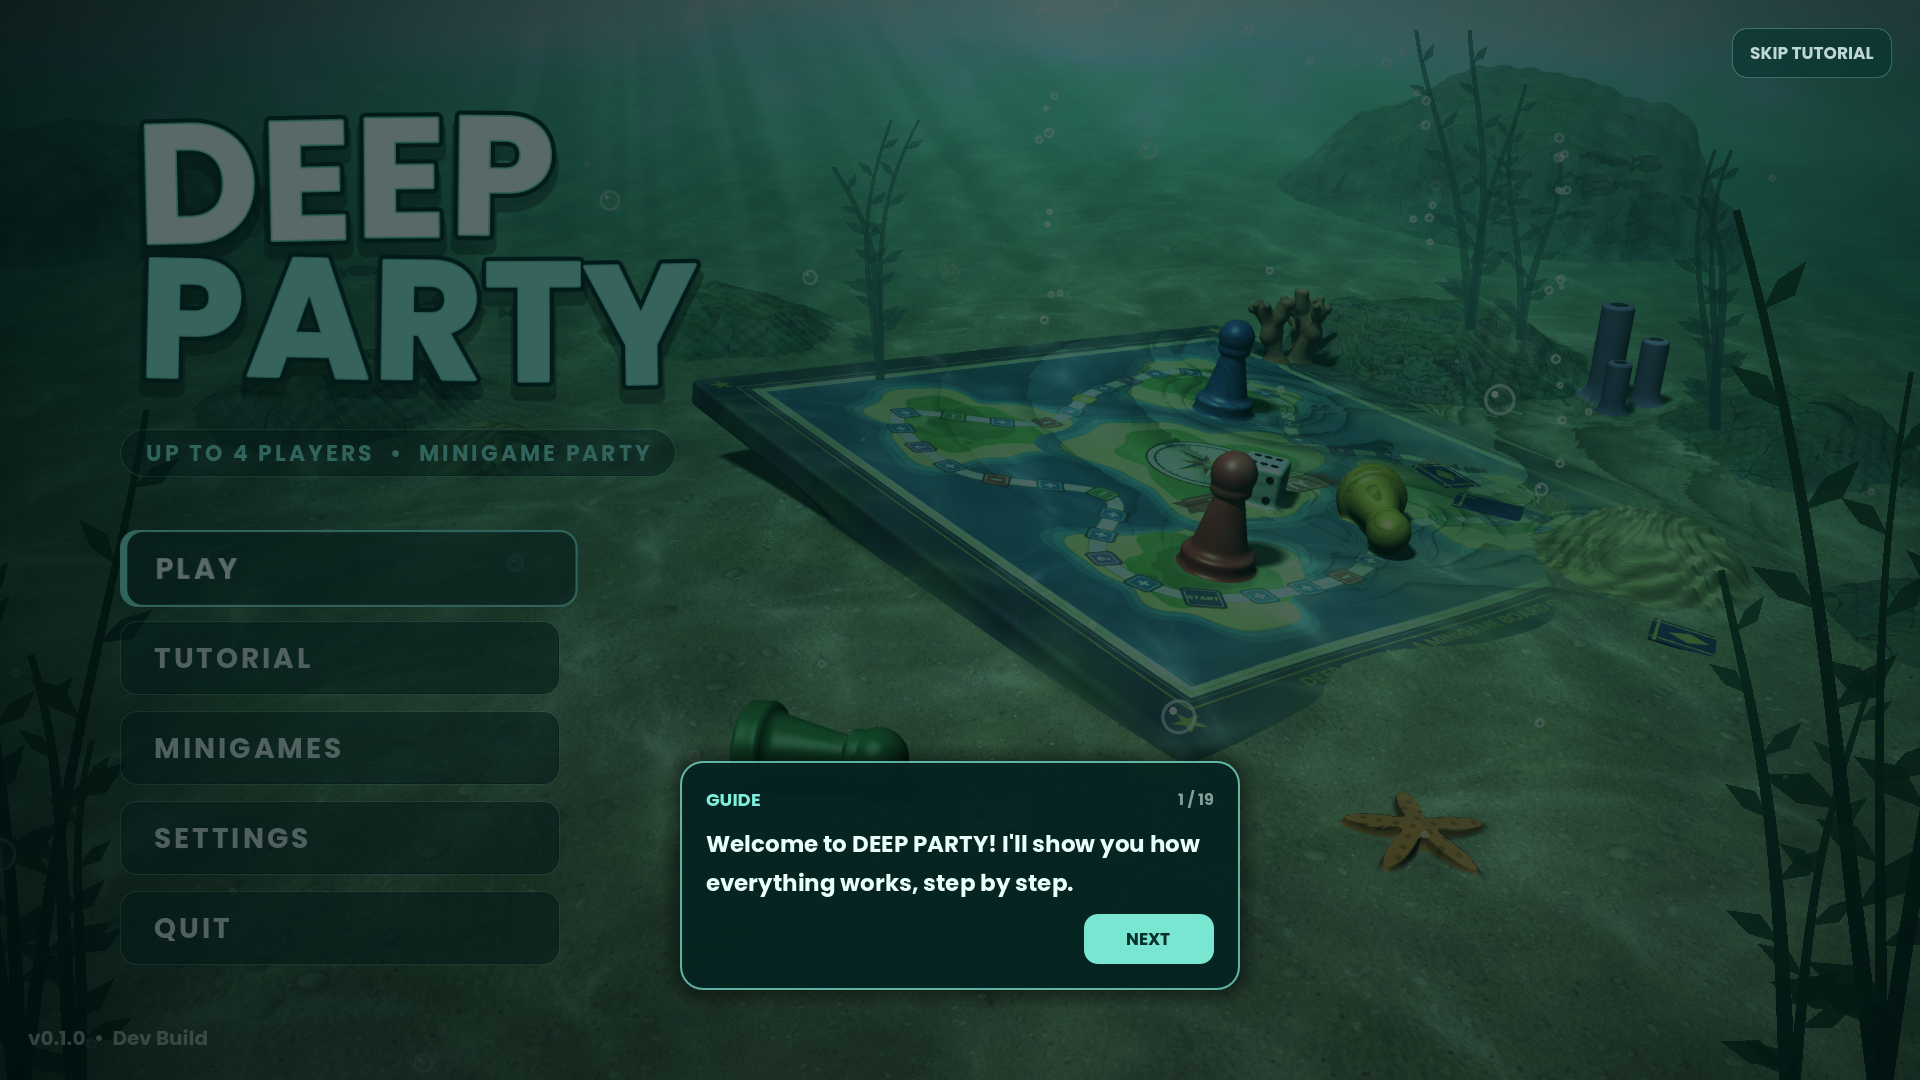 SKIP TUTORIAL
DEEP
PARTY
UP TO 4 PLAYERS • MINIGAME PARTY
PLAY
TUTORIAL
MINIGAMES
SETTINGS
QUIT
START
GUIDE
1 / 19
Welcome to DEEP PARTY! I'll show you how
everything works, step by step.
NEXT
v0.1.0 • Dev Build